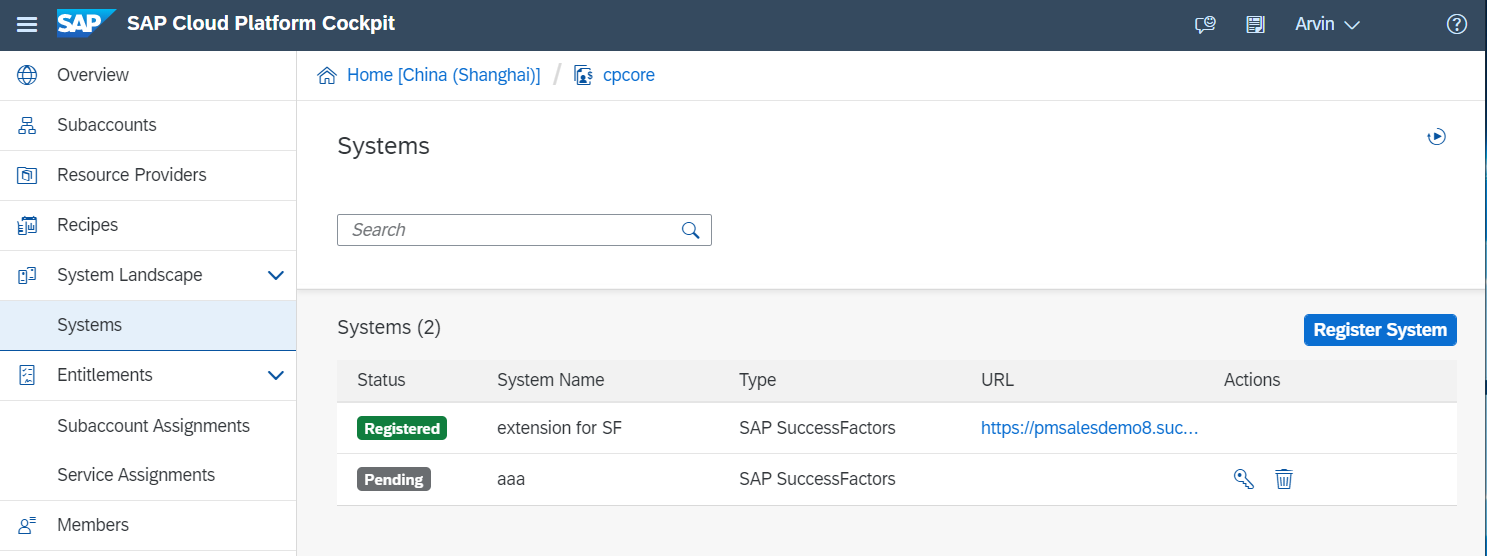 SAP SAP Cloud Platform Cockpit Arvin
Overview
Subaccounts
Resource Providers
Recipes
System Landscape
Systems
Entitlements
Subaccount Assignments
Service Assignments
Members
Home [China (Shanghai)] / cpcore
Systems
Search
Systems (2) Register System
Status System Name Type URL Actions
Registered extension for SF SAP SuccessFactors https://pmsalesdemo8.suc...
Pending aaa SAP SuccessFactors